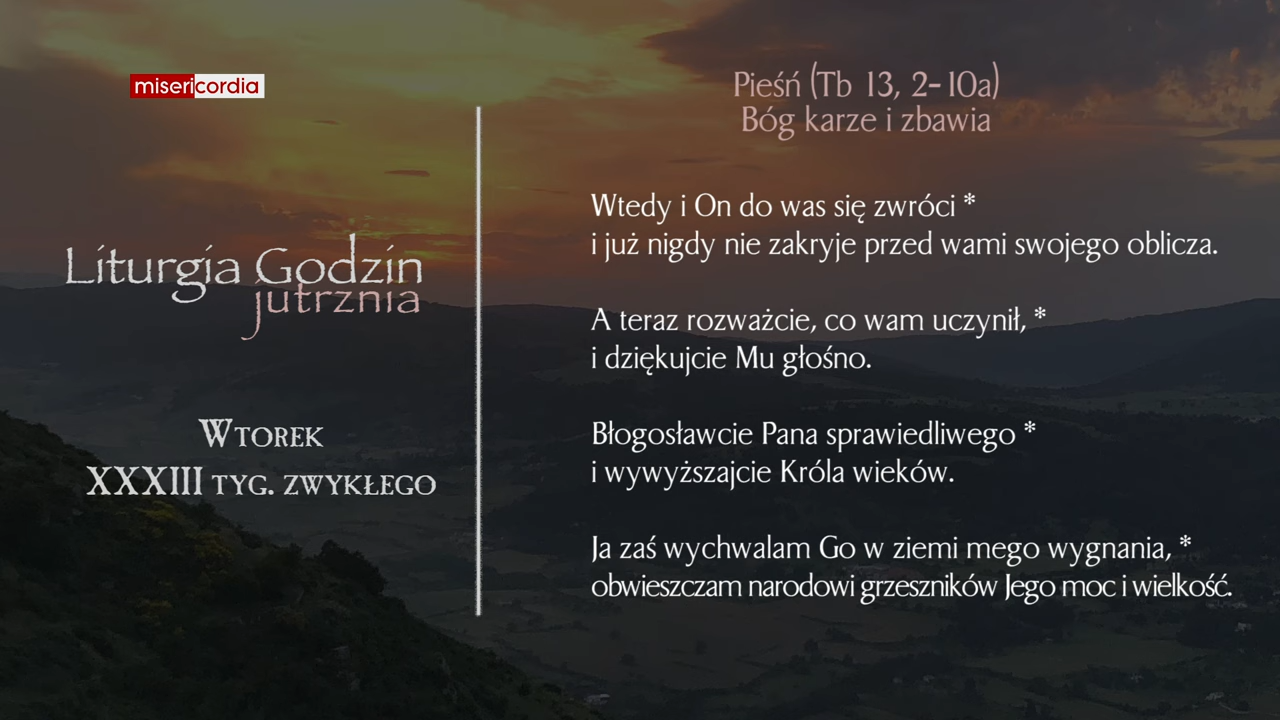 misericordia
Liturgia Godzin
jutrznia
Wtorek
XXXIII tyg. zwykłego
Pieśń (Tb 13, 2-10a)
Bóg karze i zbawia
Wtedy i On do was się zwróci *
i już nigdy nie zakryje przed wami swojego oblicza.
A teraz rozważcie, co wam uczynił, *
i dziękujcie Mu głośno.
Błogosławcie Pana sprawiedliwego *
i wywyższajcie Króla wieków.
Ja zaś wychwalam Go w ziemi mego wygnania, *
obwieszczam narodowi grzeszników Jego moc i wielkość.